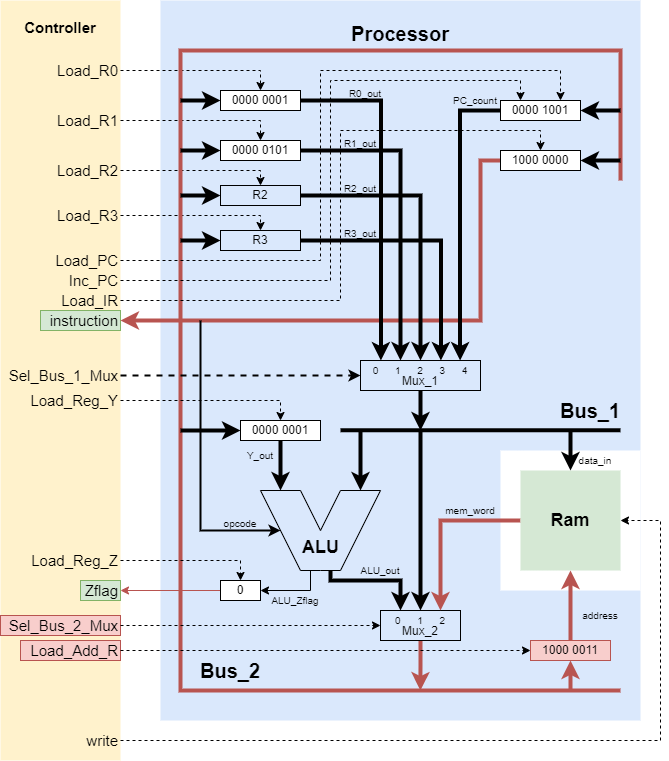 Controller
Processor
Load_R0
R0_out
0000 0001
PC_count
0000 1001
Load_R1
R1_out
0000 0101
1000 0000
Load_R2
R2
R2_out
Load_R3
R3
R3_out
Load_PC
Inc_PC
Load_IR
instruction
0 1 2 3 4
Mux_1
Sel_Bus_1_Mux
Load_Reg_Y
Bus_1
0000 0001
Y_out
data_in
mem_word
Ram
opcode
ALU
Load_Reg_Z
ALU_out
Zflag
0
ALU_Zflag
address
Sel_Bus_2_Mux
0 1 2
Mux_2
Load_Add_R
1000 0011
Bus_2
write